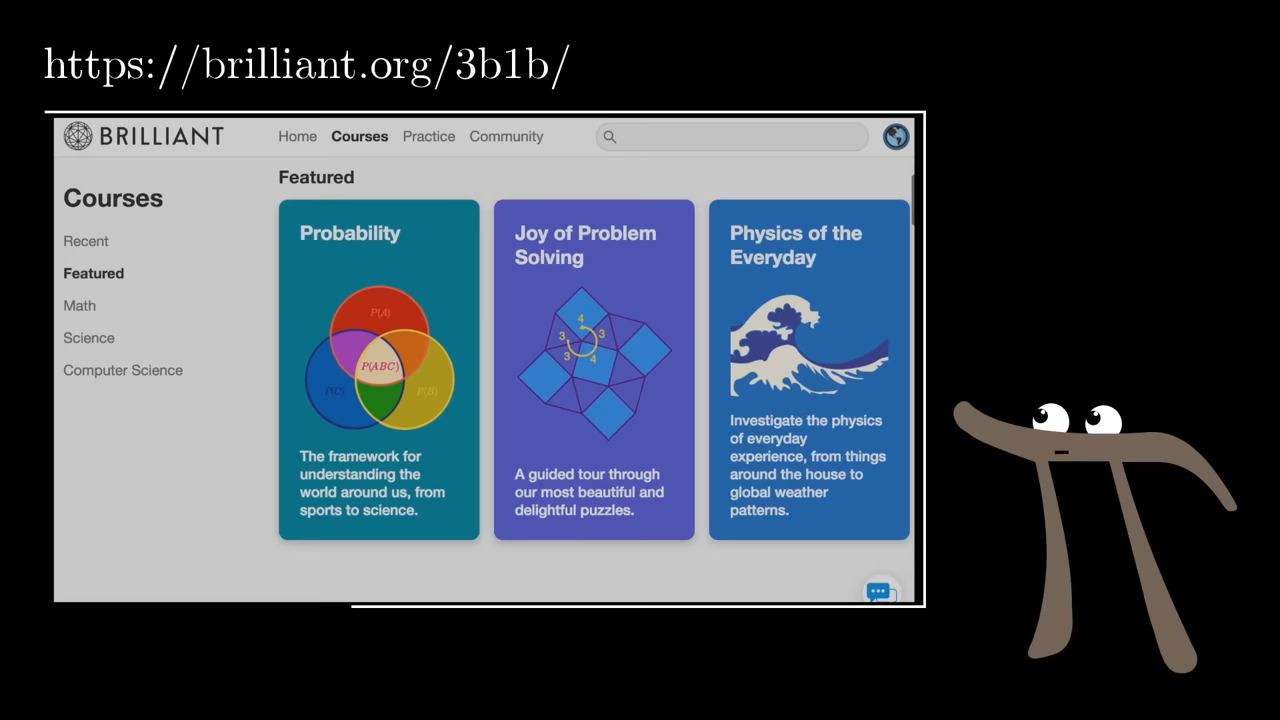 https://brilliant.org/3b1b/
BRILLIANT
Home Courses Practice Community
Courses
Recent
Featured
Math
Science
Computer Science
Featured
Probability
P(A)
P(ABC)
P(C)
P(B)
The framework for
understanding the
world around us, from
sports to science.
Joy of Problem
Solving
4
3 3
3 4
A guided tour through
our most beautiful and
delightful puzzles.
Physics of the
Everyday
Investigate the physics
of everyday
experience, from things
around the house to
global weather
patterns.